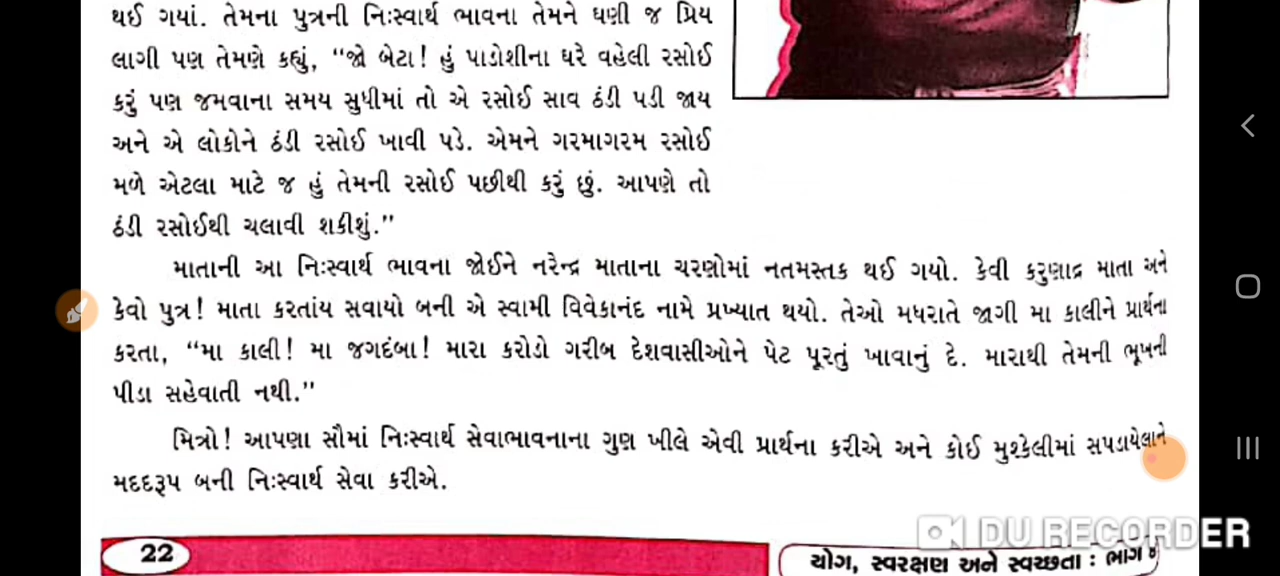 થઈ ગયાં. તેમના પુત્રની નિઃસ્વાર્થ ભાવના તેમને ઘણી જ પ્રિય
લાગી પણ તેમણે કહ્યું, “જો બેટા! હું પાડોશીના ઘરે વહેલી રસોઈ
કરું પણ જમવાના સમય સુધીમાં તો એ રસોઈ સાવ ઠંડી પડી જાય
અને એ લોકોને ઠંડી રસોઈ ખાવી પડે. એમને ગરમાગરમ રસોઈ
મળે એટલા માટે જ હું તેમની રસોઈ પછીથી કરું છું. આપણે તો
ઠંડી રસોઈથી ચલાવી શકીશું.”
માતાની આ નિઃસ્વાર્થ ભાવના જોઈને નરેન્દ્ર માતાના ચરણોમાં નતમસ્તક થઈ ગયો. કેવી કરુણાદ્ર માતા અને
કેવો પુત્ર! માતા કરતાંય સવાયો બની એ સ્વામી વિવેકાનંદ નામે પ્રખ્યાત થયો. તેઓ મધરાતે જાગી મા કાલીને પ્રાર્થના
કરતા, “મા કાલી! મા જગદંબા! મારા કરોડો ગરીબ દેશવાસીઓને પેટ પૂરતું ખાવાનું દે. મારાથી તેમની ભૂખની
પીડા સહેવાતી નથી.”
મિત્રો! આપણા સૌમાં નિઃસ્વાર્થ સેવાભાવનાના ગુણ ખીલે એવી પ્રાર્થના કરીએ અને કોઈ મુશ્કેલીમાં સપડાયેલાને
મદદરૂપ બની નિઃસ્વાર્થ સેવા કરીએ.
DU RECORDER
22
યોગ, સ્વરક્ષણ અને સ્વચ્છતા : ભાગ ૪